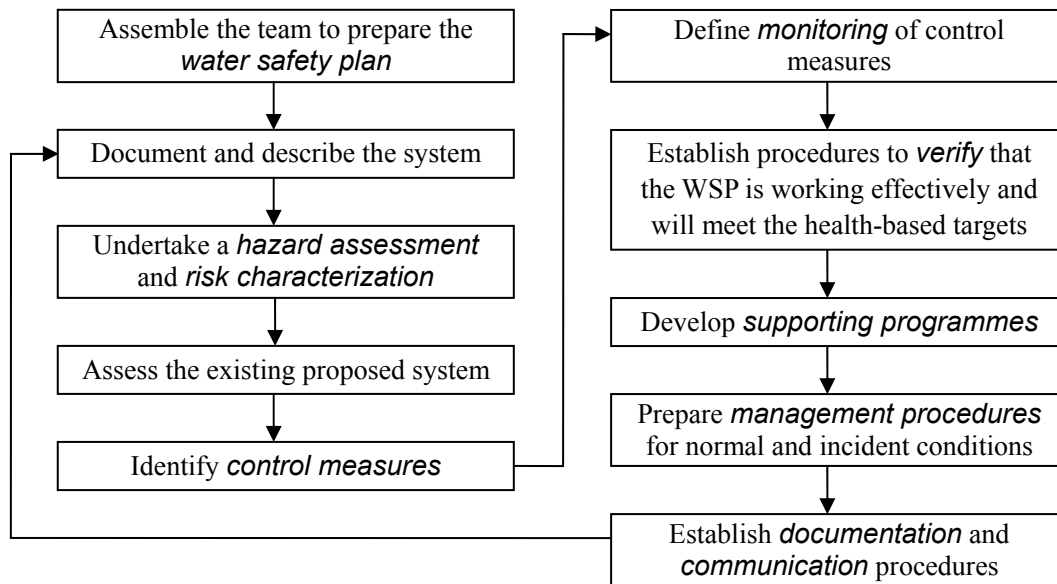 Assemble the team to prepare the
water safety plan
Document and describe the system
Undertake a hazard assessment
and risk characterization
Assess the existing proposed system
Identify control measures
Define monitoring of control
measures
Establish procedures to verify that
the WSP is working effectively and
will meet the health-based targets
Develop supporting programmes
Prepare management procedures
for normal and incident conditions
Establish documentation and
communication procedures